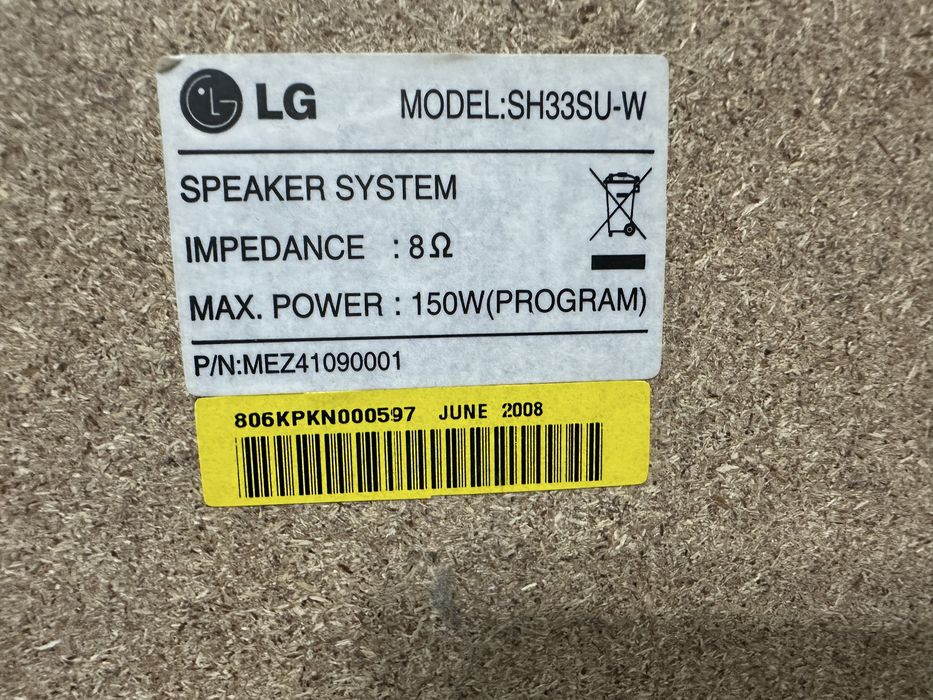 LG MODEL:SH33SU-W
SPEAKER SYSTEM
IMPEDANCE : 8Ω
MAX. POWER : 150W(PROGRAM)
P/N:MEZ41090001
806KPKN000597 JUNE 2008